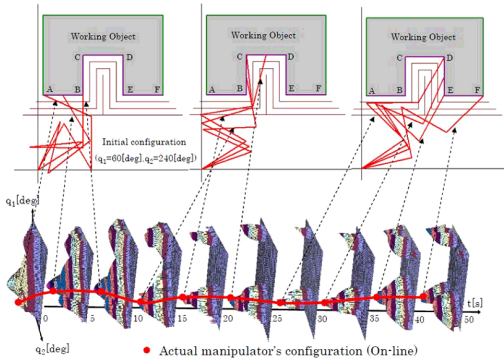 Working Object
C D
A B E F
Working Object
C D
A B E F
Working Object
C D
A B E F
Initial configuration
(q1=60[deg],q2=240[deg])
q1[deg]
0 5 10 15 20 25 30 35 40 45 50
t[s]
q2[deg]
Actual manipulator's configuration (On-line)